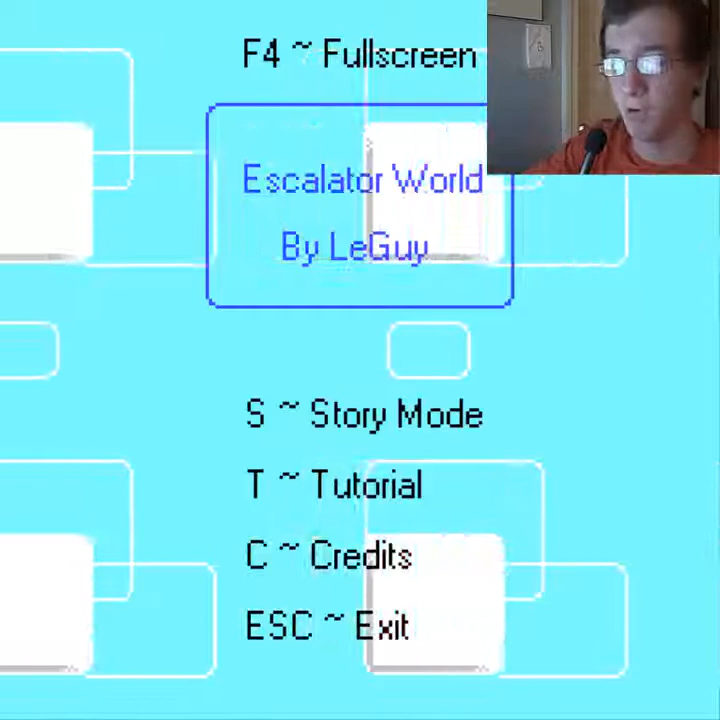 F4 ~ Fullscreen
Escalator World
By LeGuy
S ~ Story Mode
T ~ Tutorial
C ~ Credits
ESC ~ Exit